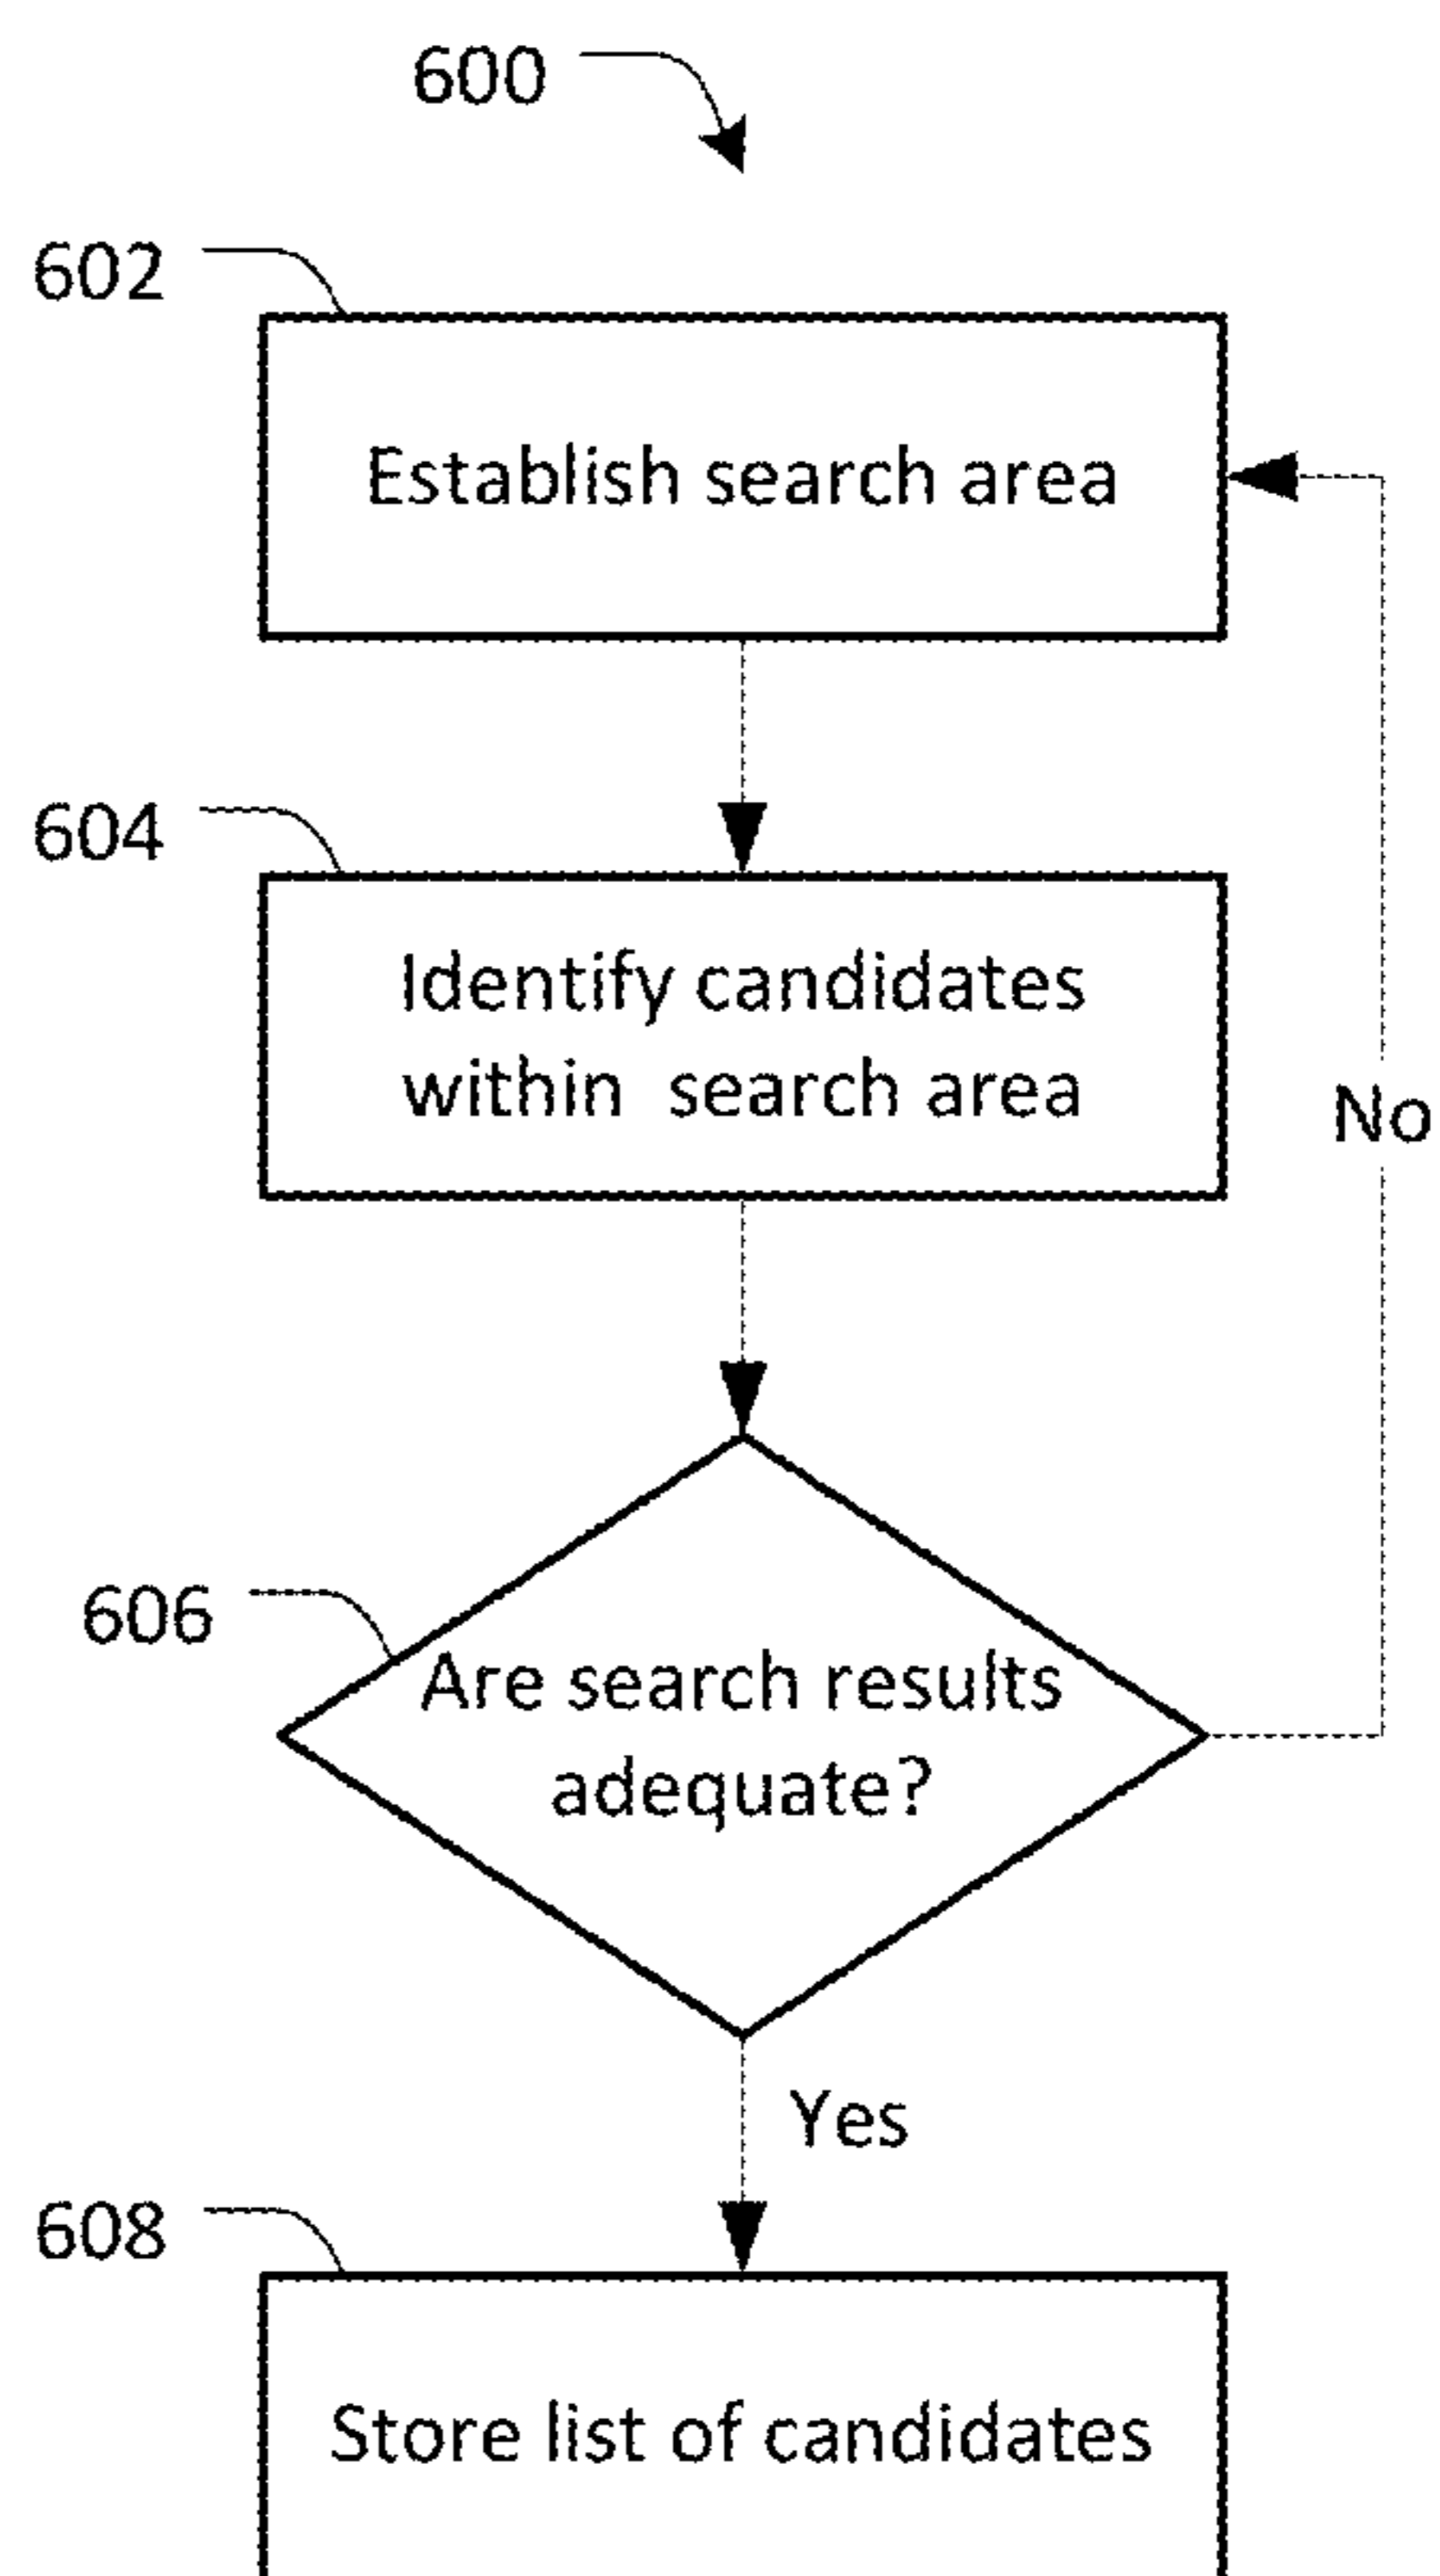 600
602
Establish search area
604
Identify candidates
within search area
No
606
Are search results
adequate?
Yes
608
Store list of candidates